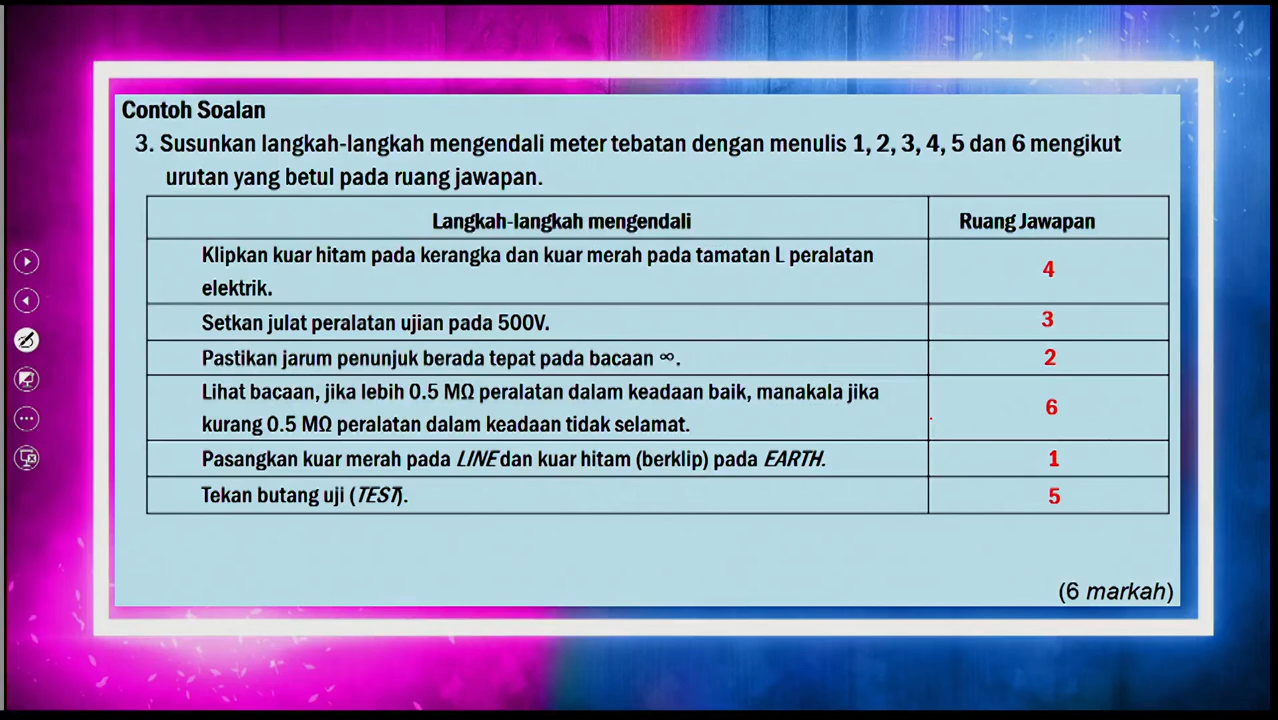 Contoh Soalan
3. Susunkan langkah-langkah mengendali meter tebatan dengan menulis 1, 2, 3, 4, 5 dan 6 mengikut
urutan yang betul pada ruang jawapan.
Langkah-langkah mengendali
Ruang Jawapan
Klipkan kuar hitam pada kerangka dan kuar merah pada tamatan L peralatan
elektrik.
4
Setkan julat peralatan ujian pada 500V.
3
Pastikan jarum penunjuk berada tepat pada bacaan ∞.
2
Lihat bacaan, jika lebih 0.5 MΩ peralatan dalam keadaan baik, manakala jika
kurang 0.5 MΩ peralatan dalam keadaan tidak selamat.
6
Pasangkan kuar merah pada LINE dan kuar hitam (berklip) pada EARTH.
1
Tekan butang uji (TEST).
5
(6 markah)